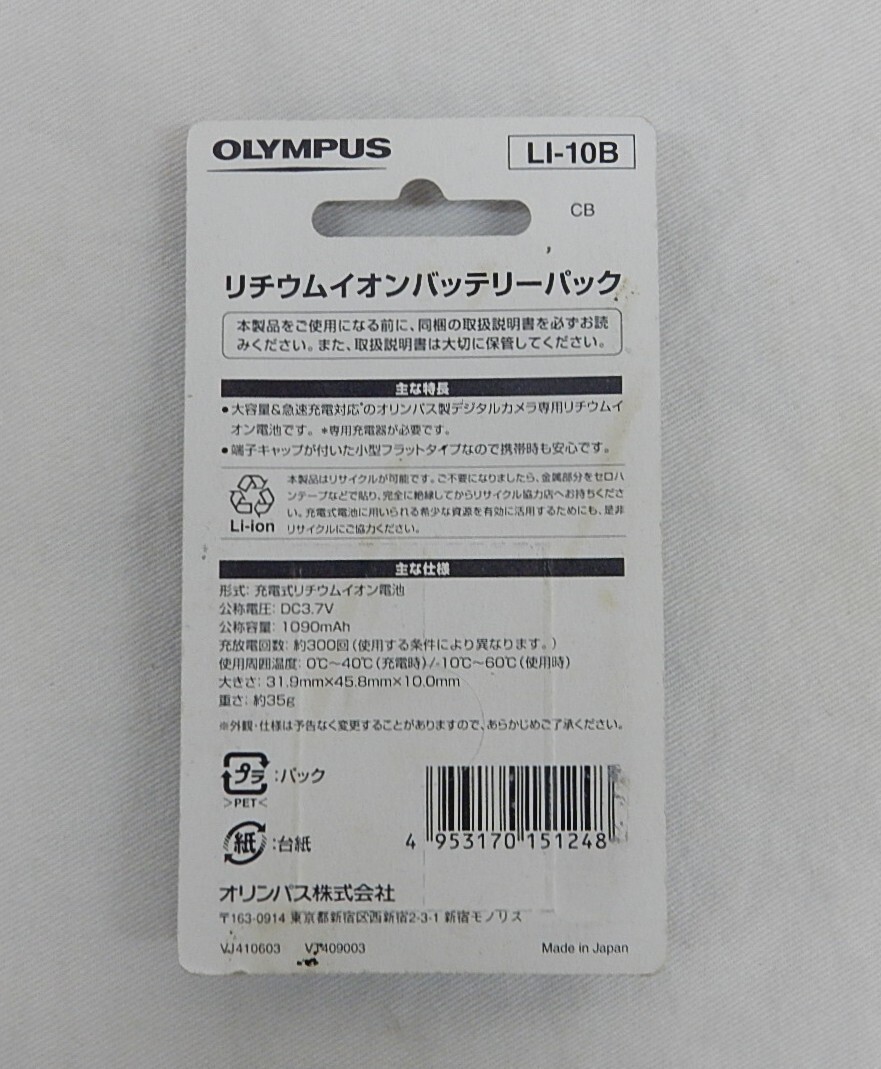 OLYMPUS
LI-10B
CB
リチウムイオンバッテリーパック
本製品をご使用になる前に、同梱の取扱説明書を必ずお読
みください。また、取扱説明書は大切に保管してください。
主な特長
●大容量&急速充電対応*のオリンパス製デジタルカメラ専用リチウムイ
オン電池です。*専用充電器が必要です。
●端子キャップが付いた小型フラットタイプなので携帯時も安心です。
本製品はリサイクルが可能です。ご不要になりましたら、金属部分をセロハ
ンテープなどで貼り、完全に絶縁してからリサイクル協力店へお持ちくださ
い。充電式電池に用いられる希少な資源を有効に活用するためにも、是非
リサイクルにご協力ください。
Li-ion
主な仕様
形式: 充電式リチウムイオン電池
公称電圧: DC3.7V
公称容量: 1090mAh
充放電回数: 約300回(使用する条件により異なります。)
使用周囲温度: 0℃〜40℃(充電時)/-10℃〜60℃(使用時)
大きさ: 31.9mm×45.8mm×10.0mm
重さ: 約35g
※外観・仕様は予告なく変更することがありますので、あらかじめご了承ください。
プラ:パック
>PET<
紙:台紙
4 953170 151248
オリンパス株式会社
〒163-0914 東京都新宿区西新宿2-3-1 新宿モノリス
VJ410603 VJ409003
Made in Japan